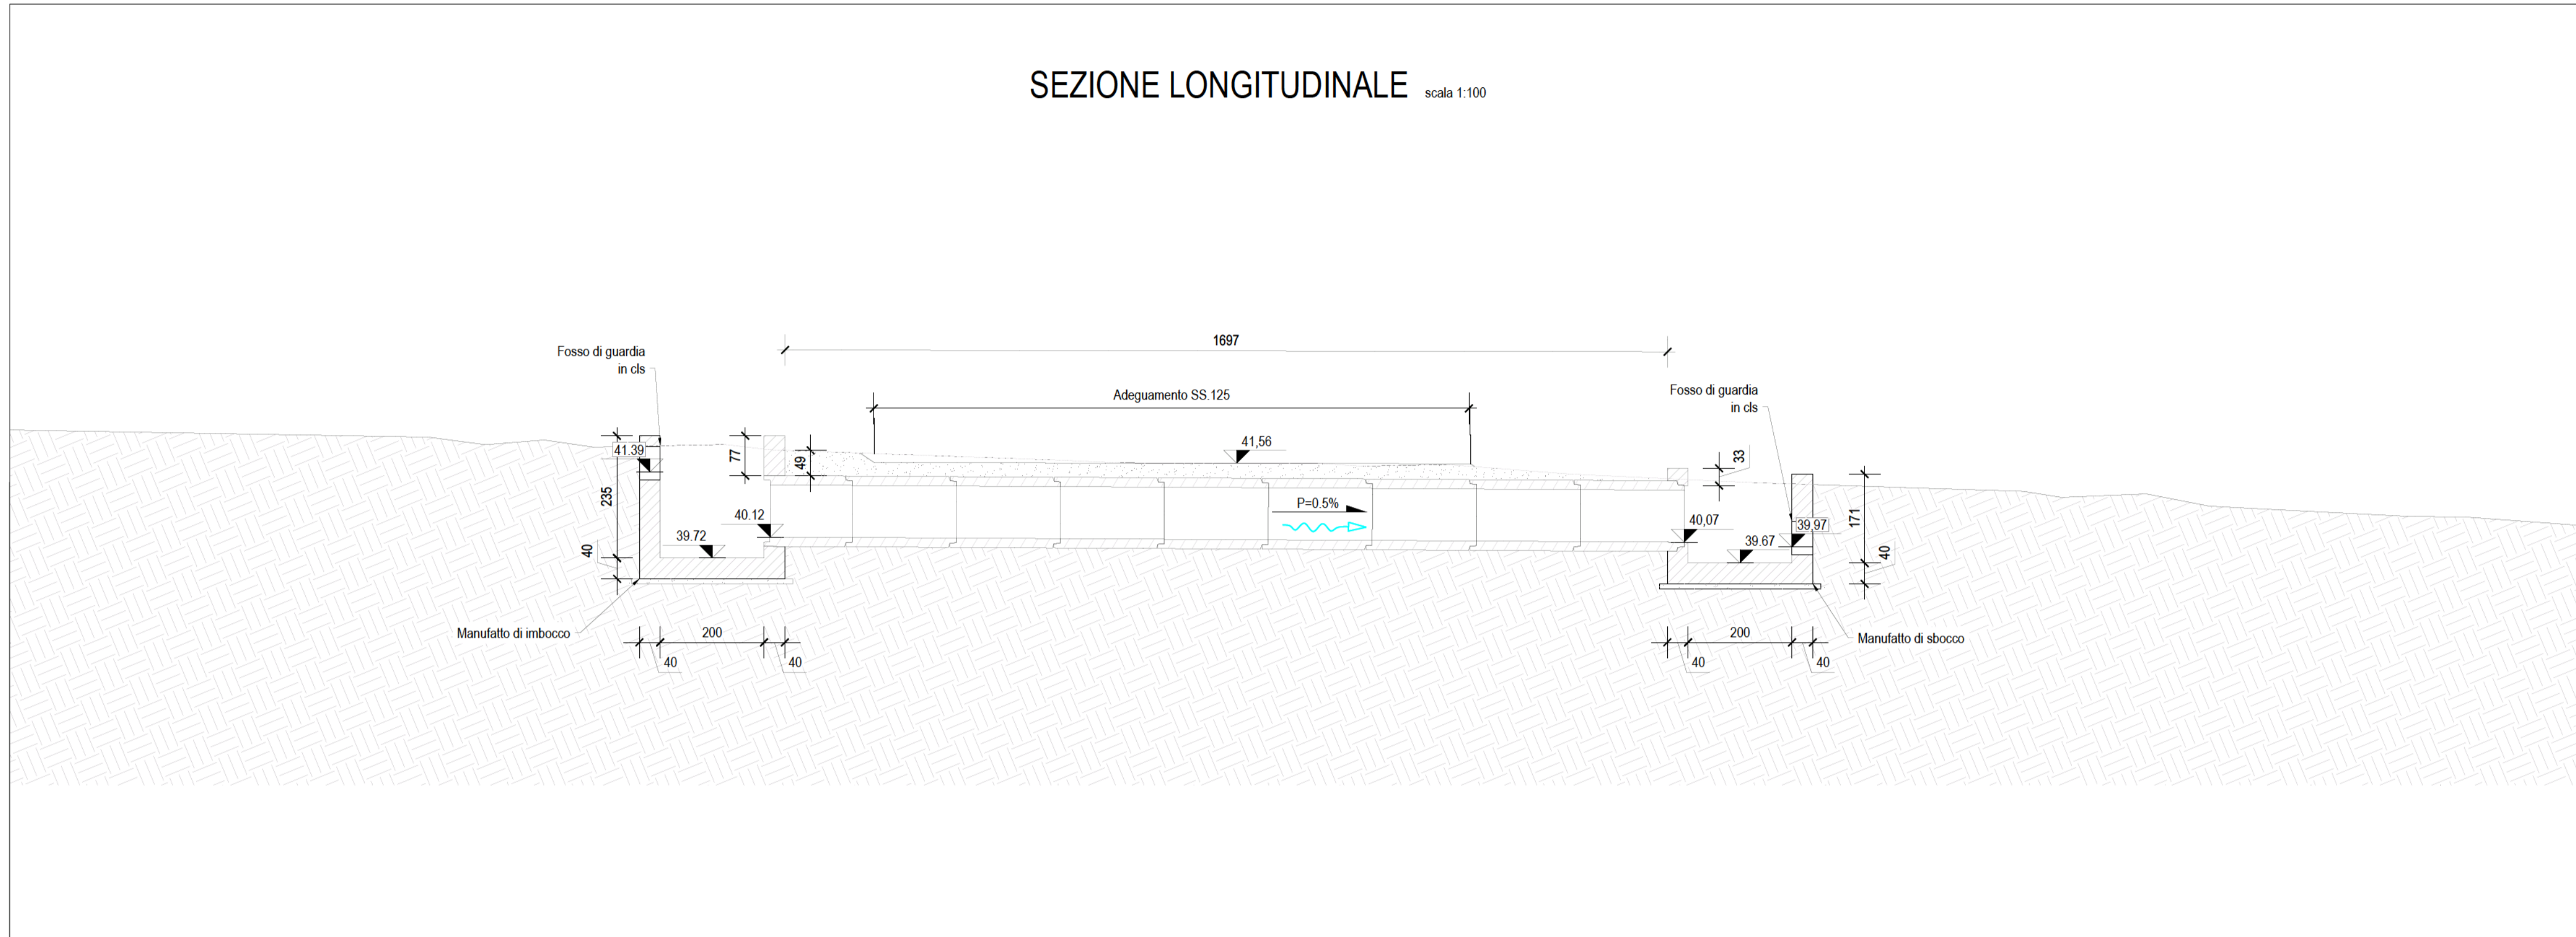 SEZIONE LONGITUDINALE scala 1:100
1697
Fosso di guardia
in cls
Adeguamento SS.125
Fosso di guardia
in cls
41.39
77
49
41,56
33
235
40.12
P=0.5%
40,07
39,97
171
39.72
39.67
40
40
Manufatto di imbocco
200
40
40
200
40
40
Manufatto di sbocco